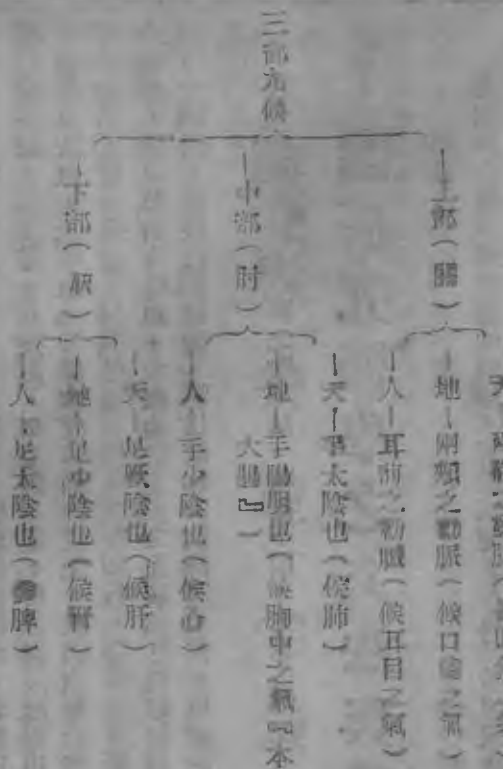 三部九候
上部（
天
地—兩頰之動脈（候口齒之氣）
人—耳前之動脈（候耳目之氣）
中部（肘）
天—手太陰也（候肺）
地—手陽明也（候胸中之氣『本
大腸』）
人—手少陰也（候心）
下部（
天—足厥陰也（候肝）
地—足少陰也（候腎）
人—足太陰也（候脾）